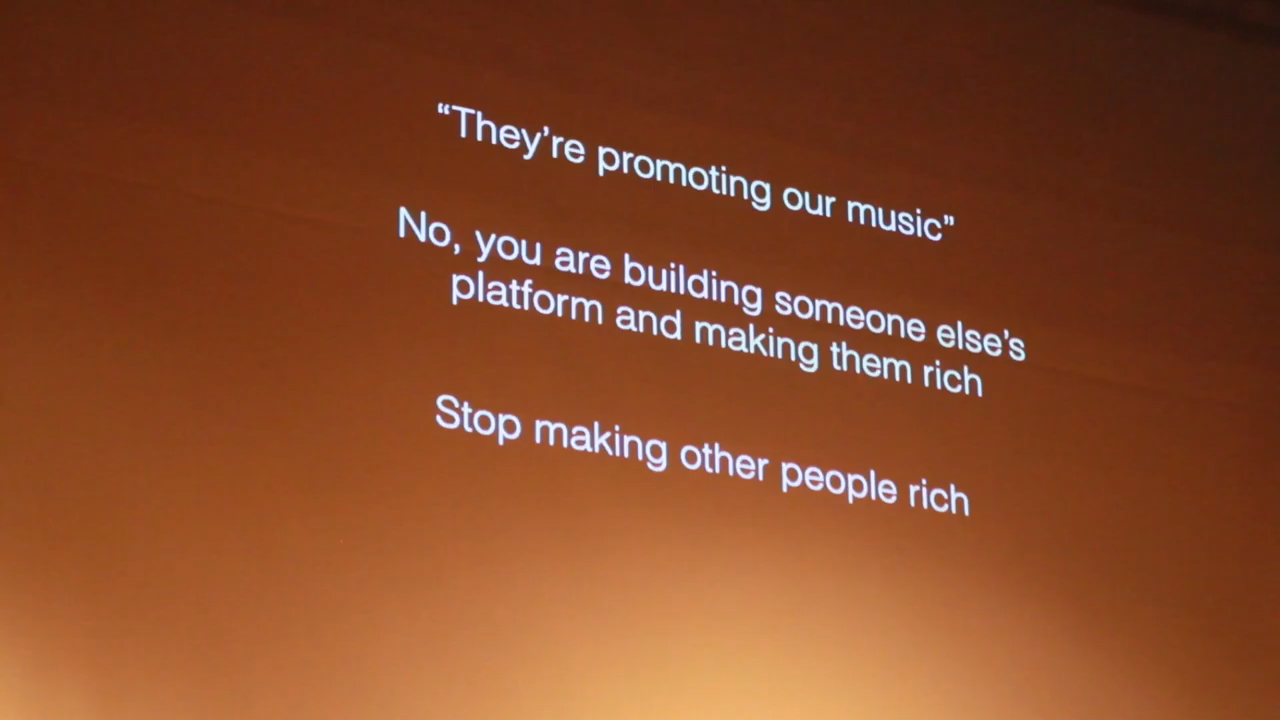 “They’re promoting our music”
No, you are building someone else’s
platform and making them rich
Stop making other people rich